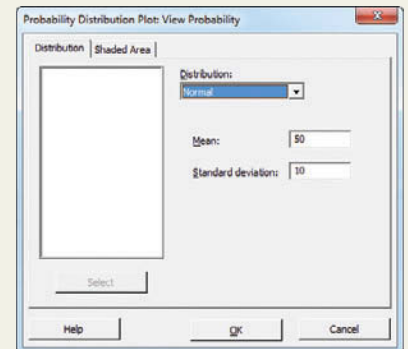 Probability Distribution Plot: View Probability
Distribution Shaded Area
Distribution:
Normal
Mean: 50
Standard deviation: 10
Select
Help OK Cancel